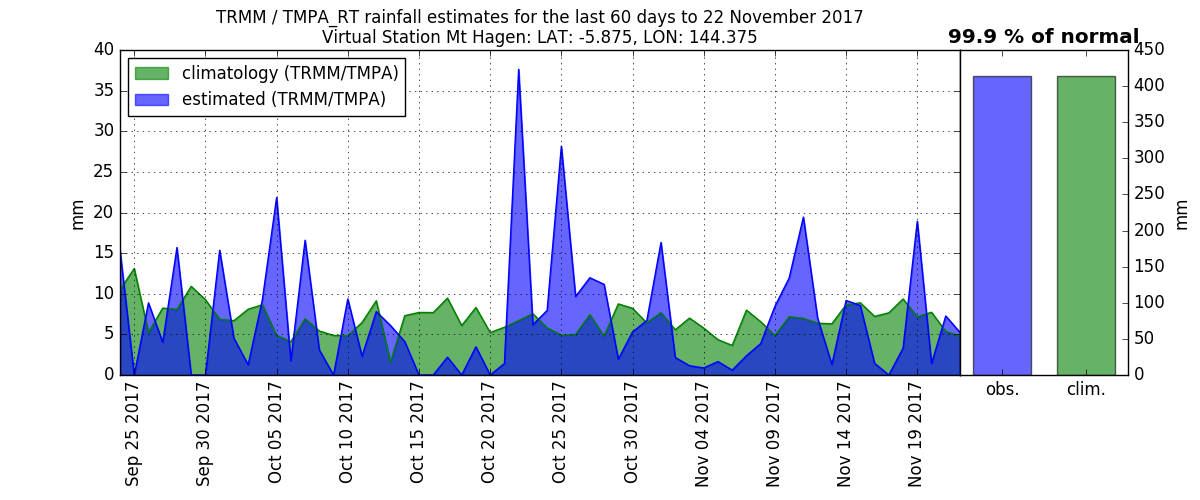 TRMM / TMPA_RT rainfall estimates for the last 60 days to 22 November 2017
Virtual Station Mt Hagen: LAT: -5.875, LON: 144.375
99.9 % of normal
climatology (TRMM/TMPA)
estimated (TRMM/TMPA)
40
35
30
25
20
15
10
5
0
mm
Sep 25 2017
Sep 30 2017
Oct 05 2017
Oct 10 2017
Oct 15 2017
Oct 20 2017
Oct 25 2017
Oct 30 2017
Nov 04 2017
Nov 09 2017
Nov 14 2017
Nov 19 2017
450
400
350
300
250
200
150
100
50
0
mm
obs.
clim.